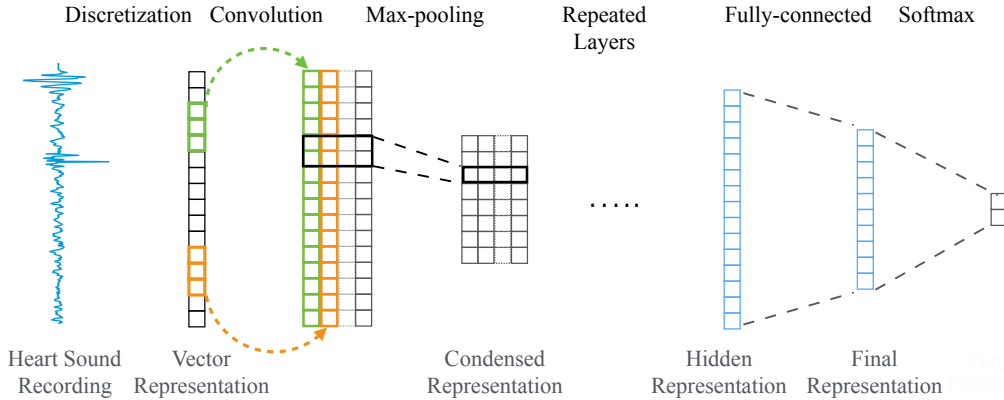 Discretization Convolution Max-pooling Repeated Fully-connected Softmax
Layers
.....
Heart Sound Vector Condensed Hidden Final
Recording Representation Representation Representation Representation